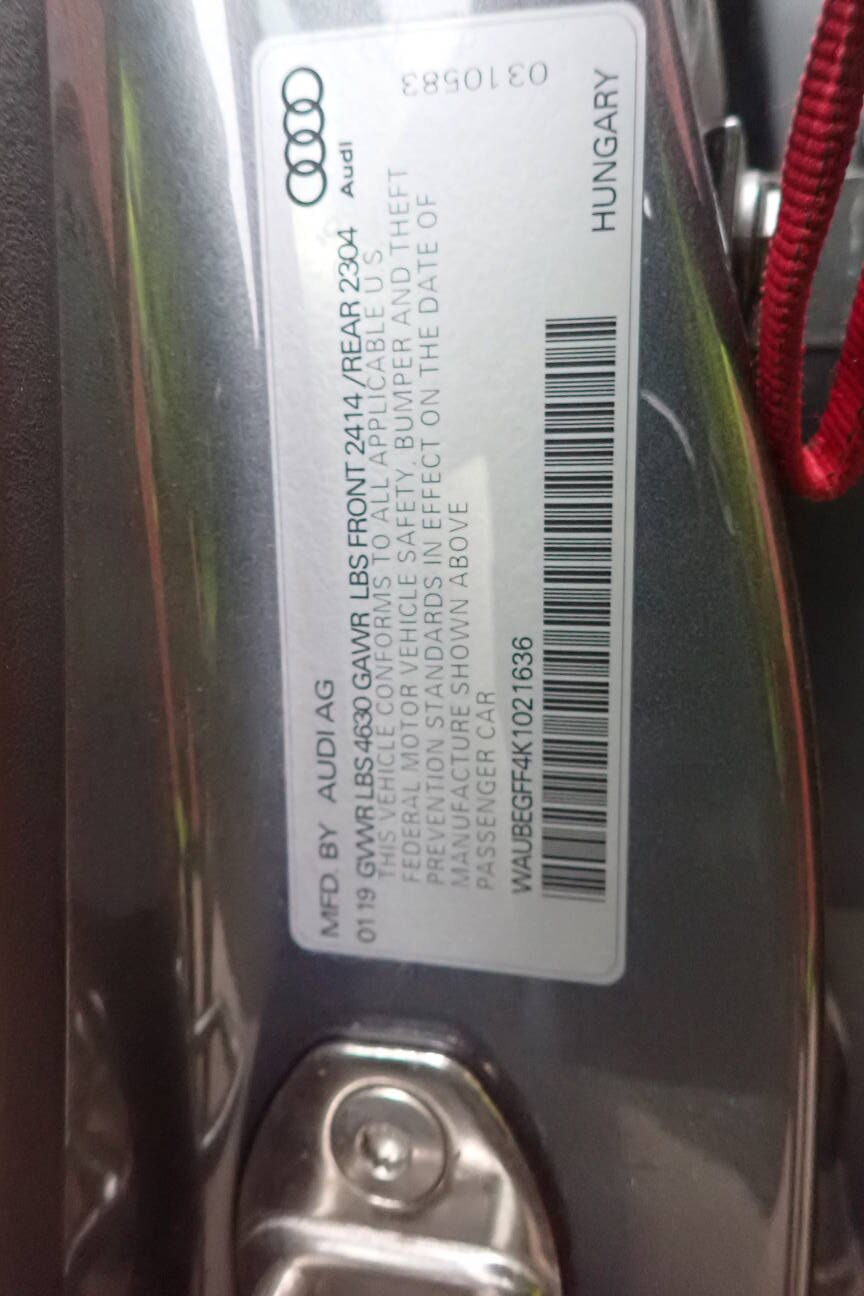 MFD. BY AUDI AG
Audi
01 19 GVWR LBS 4630 GAWR LBS FRONT 2414 /REAR 2304
THIS VEHICLE CONFORMS TO ALL APPLICABLE U S.
FEDERAL MOTOR VEHICLE SAFETY, BUMPER AND THEFT
PREVENTION STANDARDS IN EFFECT ON THE DATE OF
MANUFACTURE SHOWN ABOVE
PASSENGER CAR
0310583
WAUBEGFF4K1021636
HUNGARY